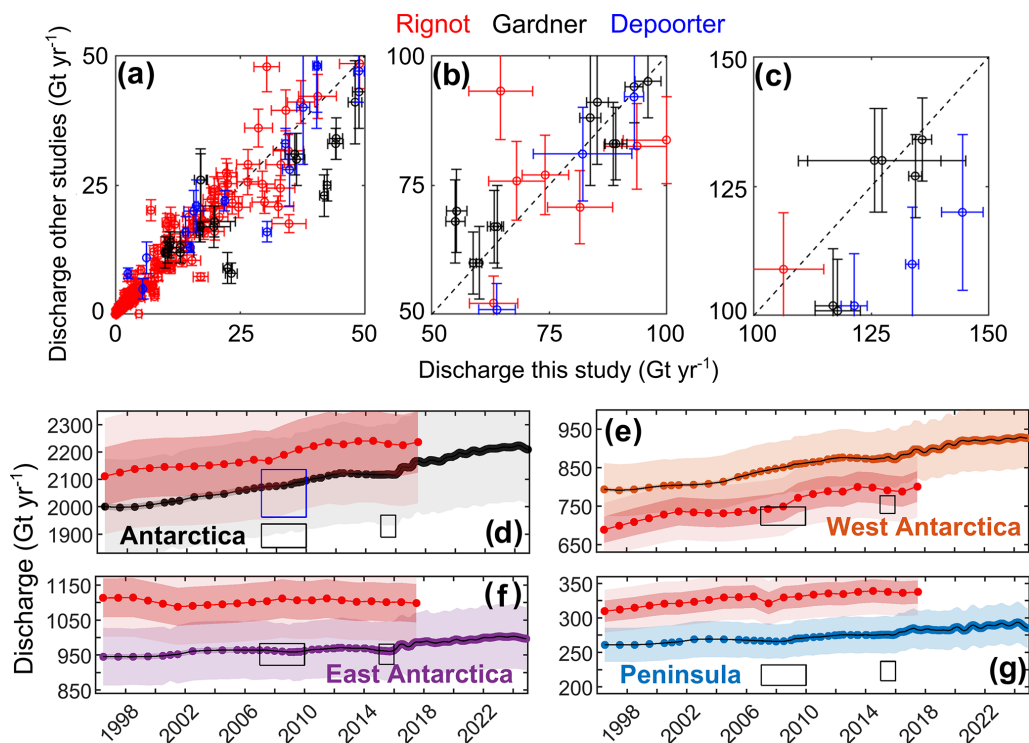 Rignot Gardner Depoorter
Discharge other studies (Gt yr-1)
(a)
50
25
0
0 25 50
(b)
100
75
50
50 75 100
(c)
150
125
100
100 125 150
Discharge this study (Gt yr-1)
Discharge (Gt yr-1)
2200
2100
2000
1900
Antarctica
(d)
950
850
750
650
(e)
West Antarctica
1150
1050
950
850
(f)
East Antarctica
1998 2002 2006 2010 2014 2018 2022
350
300
250
200
Peninsula
(g)
1998 2002 2006 2010 2014 2018 2022